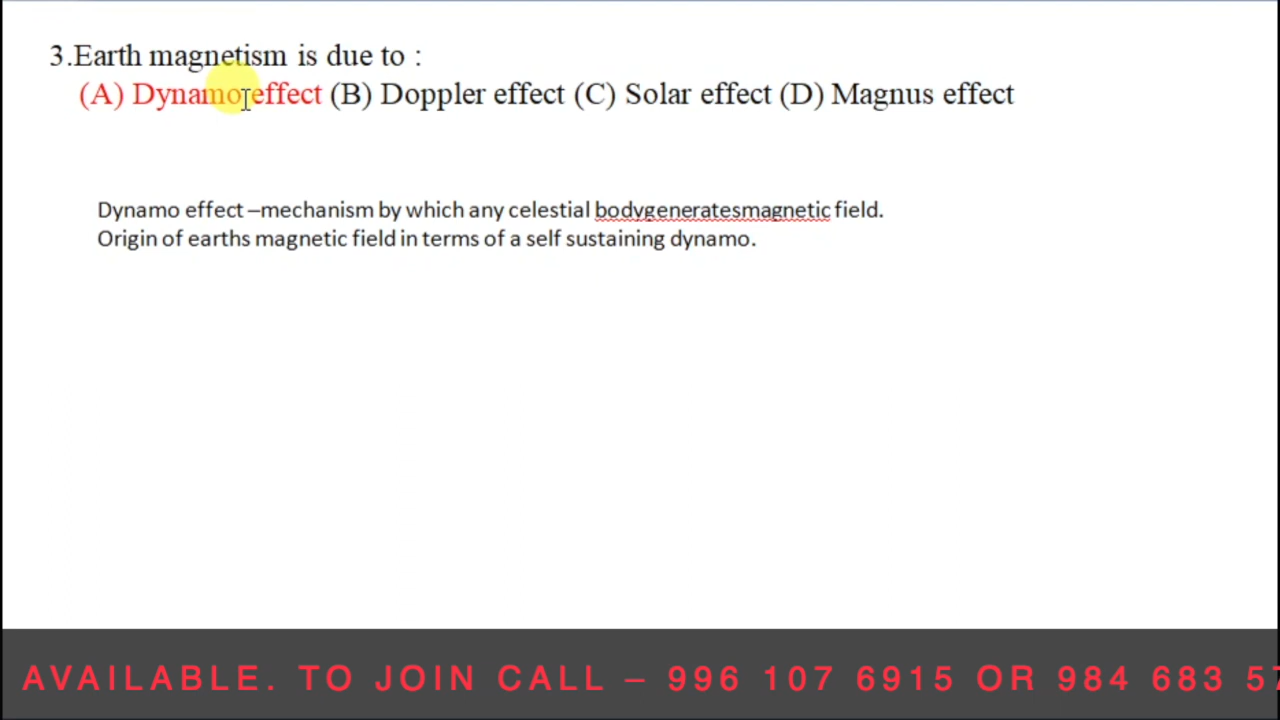 3.Earth magnetism is due to :
(A) Dynamo effect (B) Doppler effect (C) Solar effect (D) Magnus effect
Dynamo effect –mechanism by which any celestial bodygeneratesmagnetic field.
Origin of earths magnetic field in terms of a self sustaining dynamo.
AVAILABLE. TO JOIN CALL – 996 107 6915 OR 984 683 57